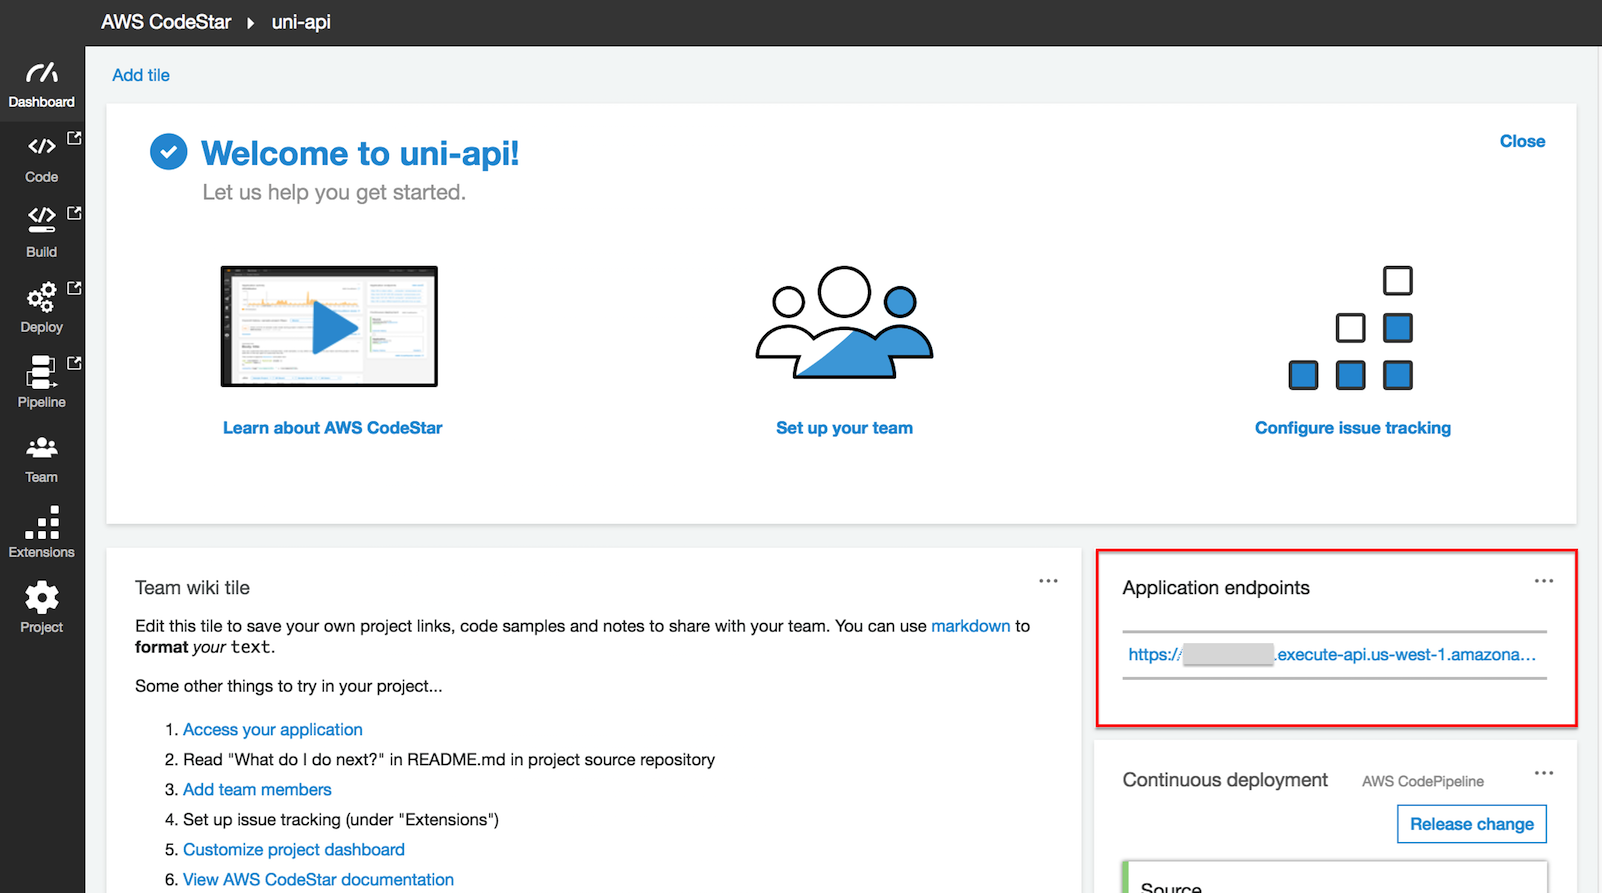 AWS CodeStar uni-api
Dashboard
Code
Build
Deploy
Pipeline
Team
Extensions
Project
Add tile
Welcome to uni-api!
Close
Let us help you get started.
Learn about AWS CodeStar
Set up your team
Configure issue tracking
Team wiki tile
Edit this tile to save your own project links, code samples and notes to share with your team. You can use markdown to
format your text.
Some other things to try in your project...
1. Access your application
2. Read "What do I do next?" in README.md in project source repository
3. Add team members
4. Set up issue tracking (under "Extensions")
5. Customize project dashboard
6. View AWS CodeStar documentation
Application endpoints
https:// .execute-api.us-west-1.amazona...
Continuous deployment AWS CodePipeline
Release change
Source